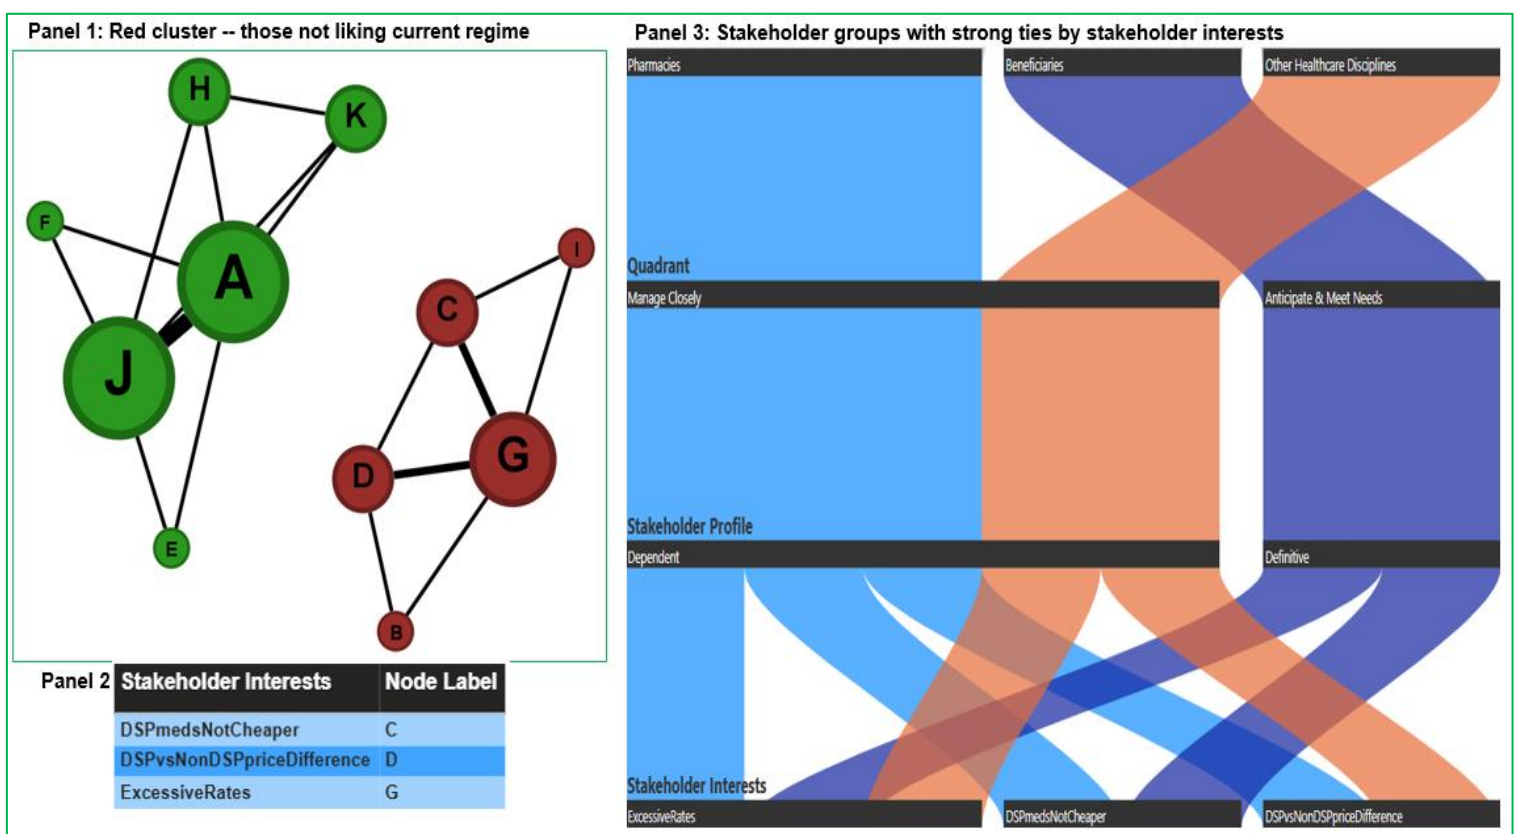 Panel 1: Red cluster -- those not liking current regime
H
K
F
A
I
C
J
G
D
E
B
Panel 2
Stakeholder Interests Node Label
DSPmedsNotCheaper C
DSPvsNonDSPpriceDifference D
ExcessiveRates G
Panel 3: Stakeholder groups with strong ties by stakeholder interests
Pharmacies Beneficiaries Other Healthcare Disciplines
Quadrant
Manage Closely Anticipate & Meet Needs
Stakeholder Profile
Dependent Definitive
Stakeholder Interests
ExcessiveRates DSPmedsNotCheaper DSPvsNonDSPpriceDifference